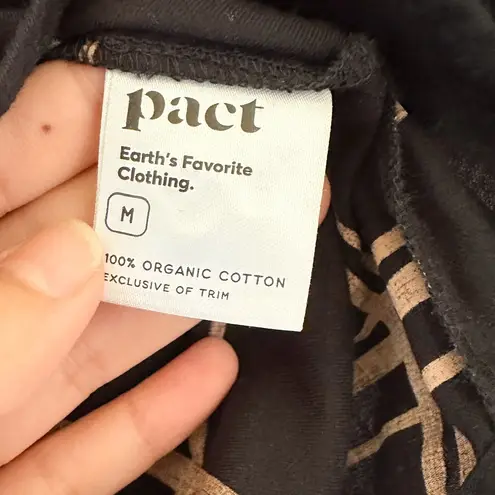 pact
Earth's Favorite
Clothing.
M
100% ORGANIC COTTON
EXCLUSIVE OF TRIM